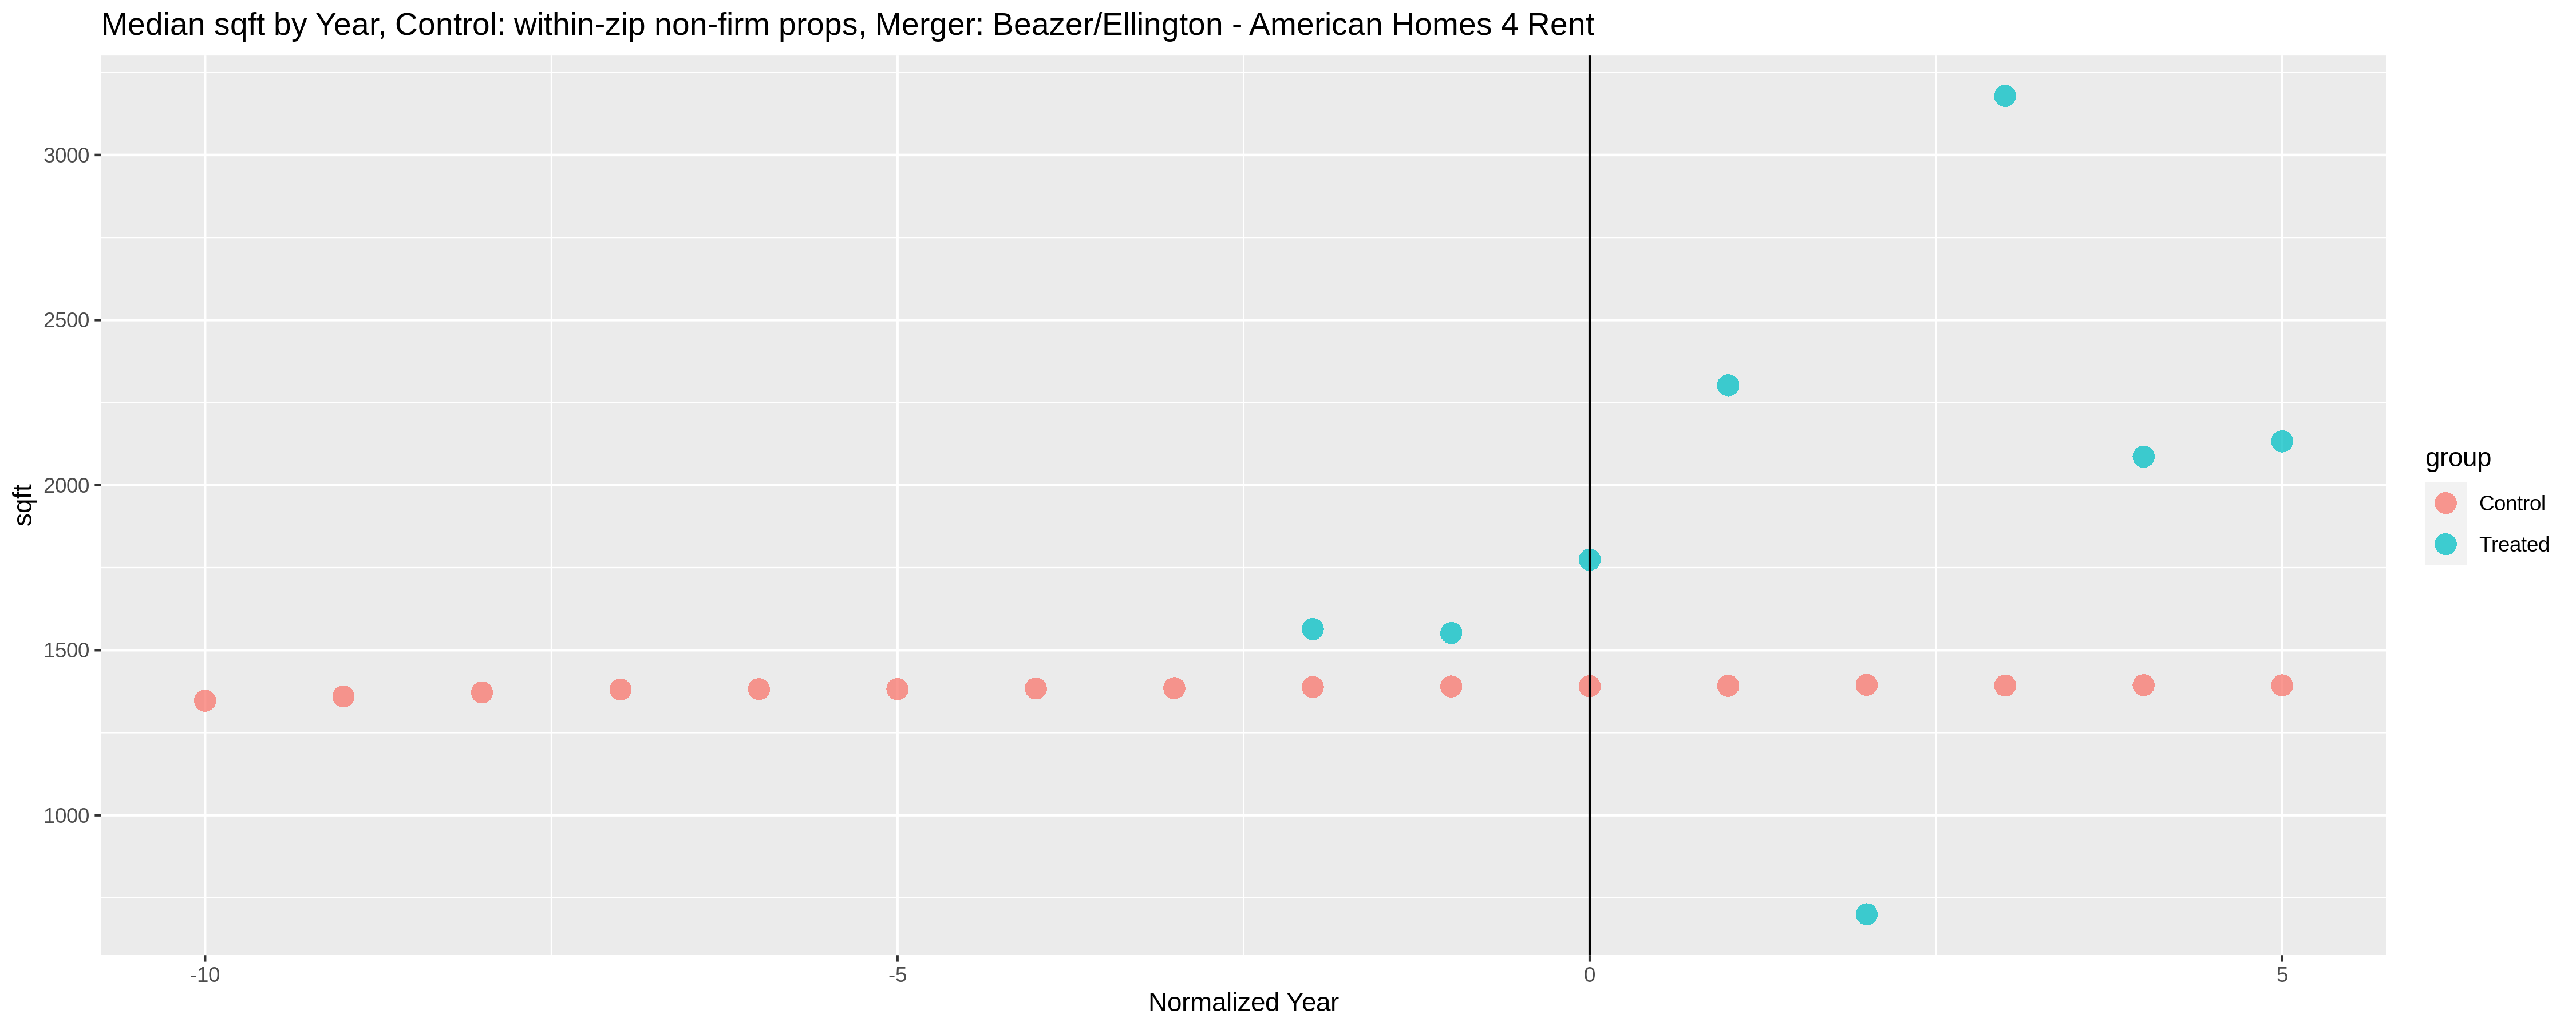 Median sqft by Year, Control: within-zip non-firm props, Merger: Beazer/Ellington - American Homes 4 Rent
sqft
3000
2500
2000
1500
1000
-10
-5
0
5
Normalized Year
group
Control
Treated